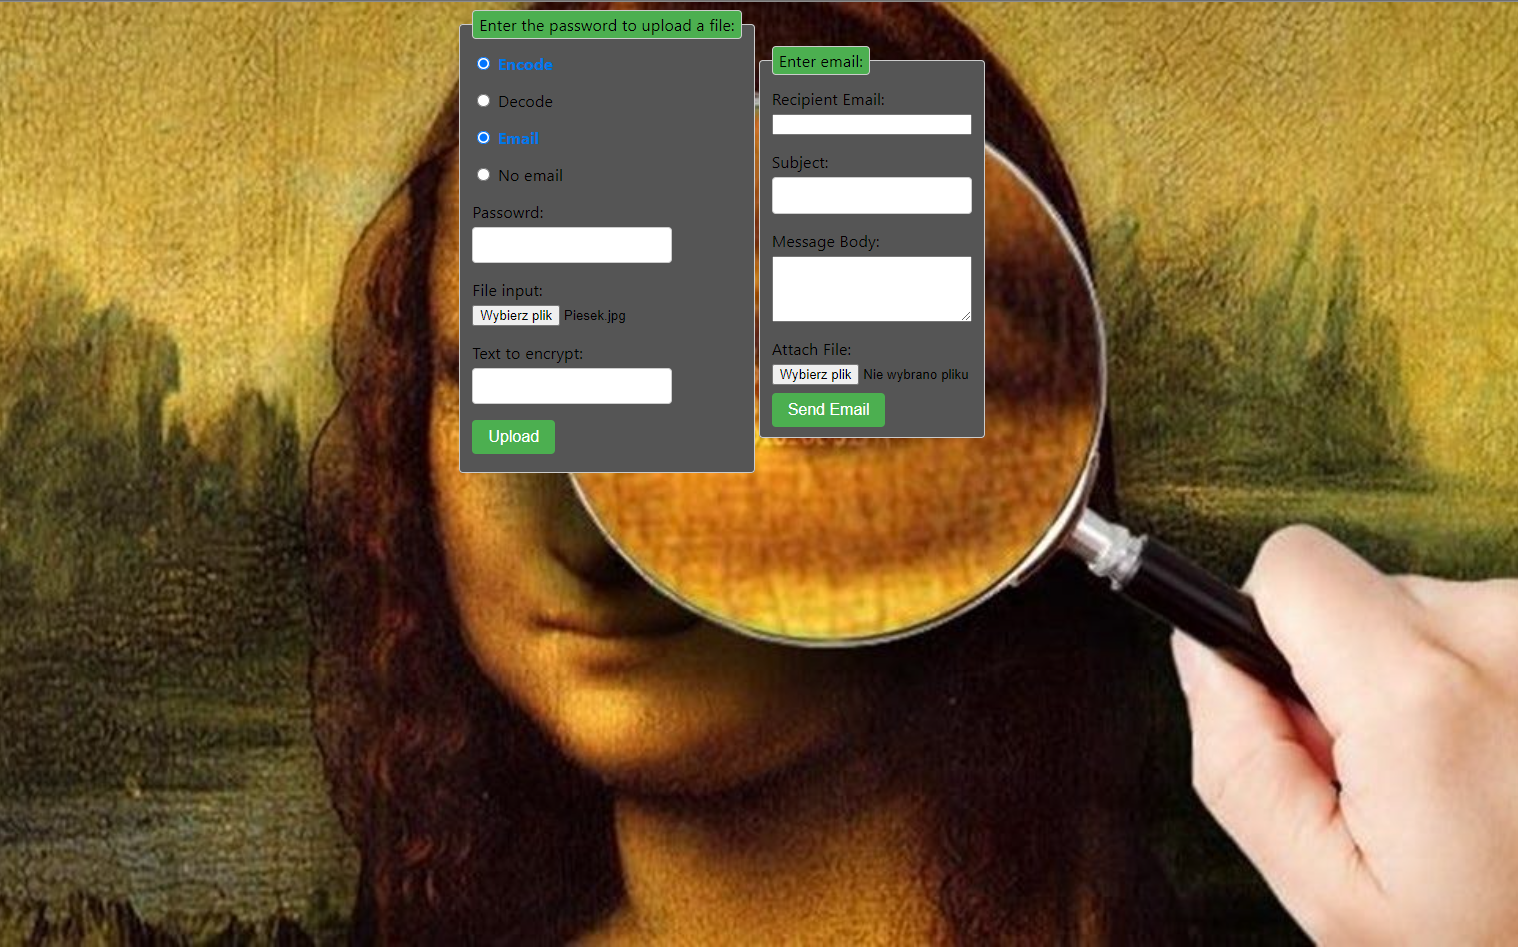 Enter the password to upload a file:
Encode
Decode
Email
No email
Passowrd:
File input:
Wybierz plik Piesek.jpg
Text to encrypt:
Upload
Enter email:
Recipient Email:
Subject:
Message Body:
Attach File:
Wybierz plik Nie wybrano pliku
Send Email